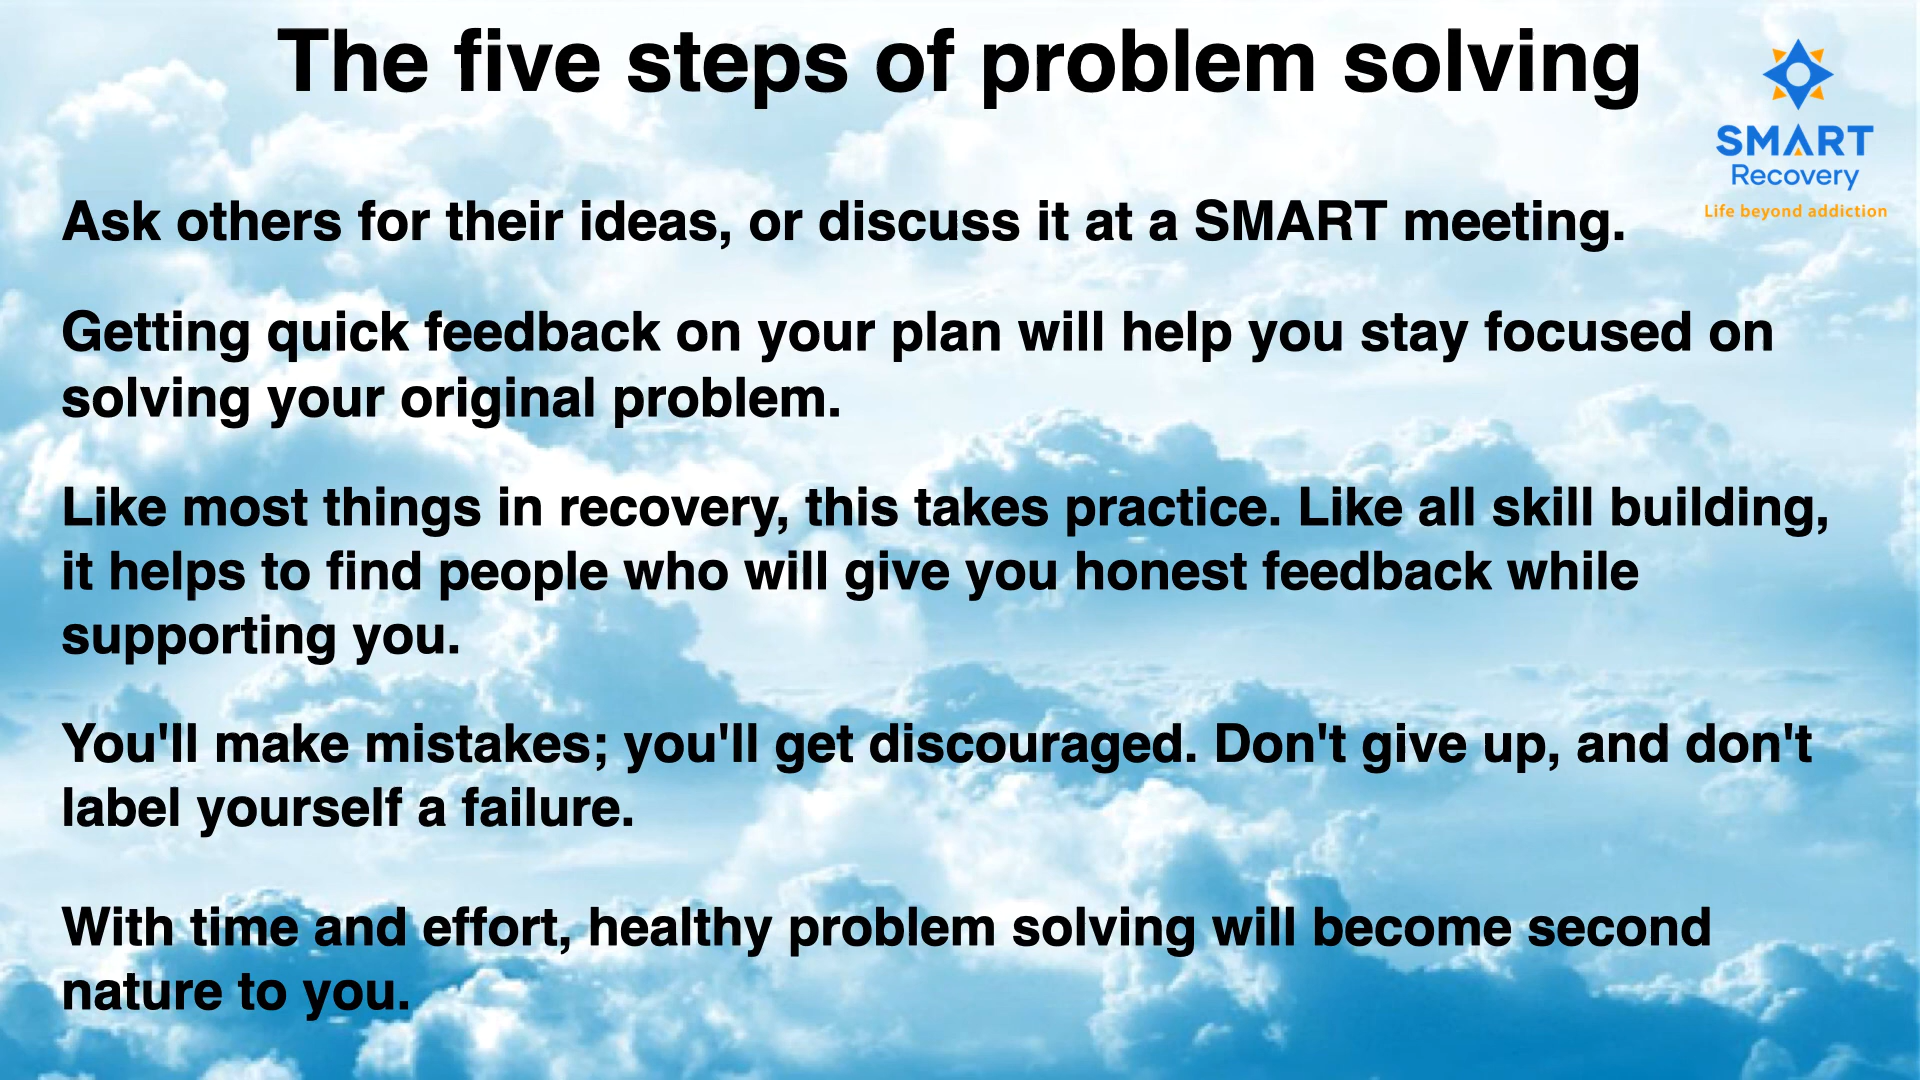 The five steps of problem solving
SMART
Recovery
Life beyond addiction
Ask others for their ideas, or discuss it at a SMART meeting.
Getting quick feedback on your plan will help you stay focused on
solving your original problem.
Like most things in recovery, this takes practice. Like all skill building,
it helps to find people who will give you honest feedback while
supporting you.
You'll make mistakes; you'll get discouraged. Don't give up, and don't
label yourself a failure.
With time and effort, healthy problem solving will become second
nature to you.